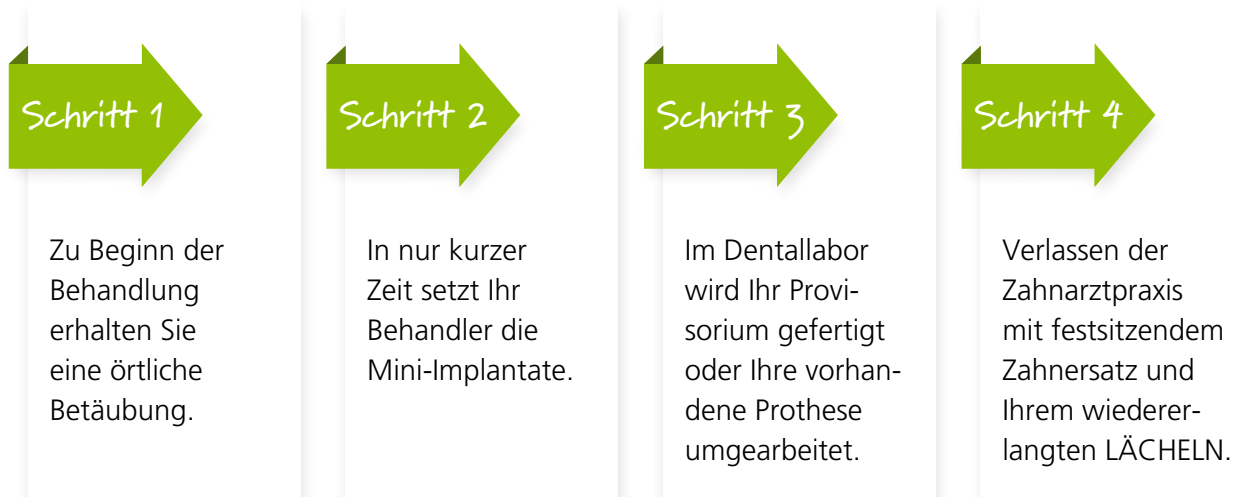 Schritt 1
Zu Beginn der
Behandlung
erhalten Sie
eine örtliche
Betäubung.
Schritt 2
In nur kurzer
Zeit setzt Ihr
Behandler die
Mini-Implantate.
Schritt 3
Im Dentallabor
wird Ihr Provi-
sorium gefertigt
oder Ihre vorhan-
dene Prothese
umgearbeitet.
Schritt 4
Verlassen der
Zahnarztpraxis
mit festsitzendem
Zahnersatz und
Ihrem wiederer-
langten LÄCHELN.